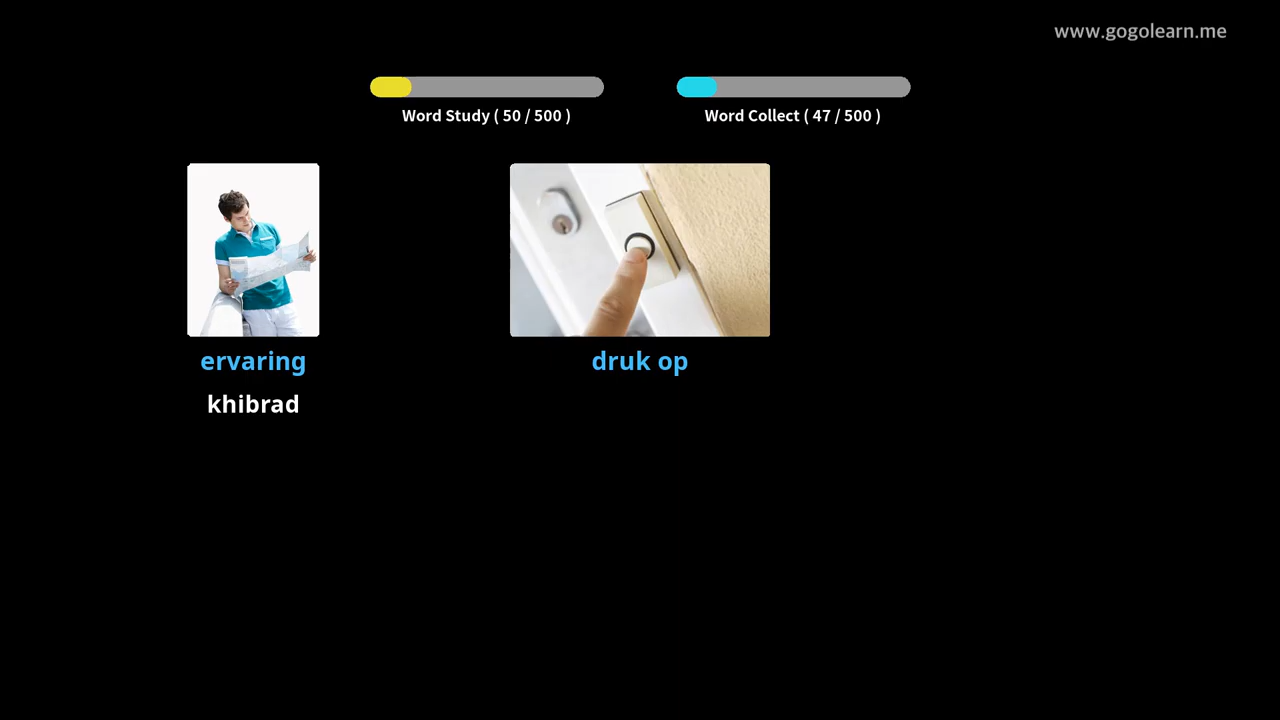 www.gogolearn.me
Word Study ( 50 / 500 )
Word Collect ( 47 / 500 )
ervaring
druk op
khibrad